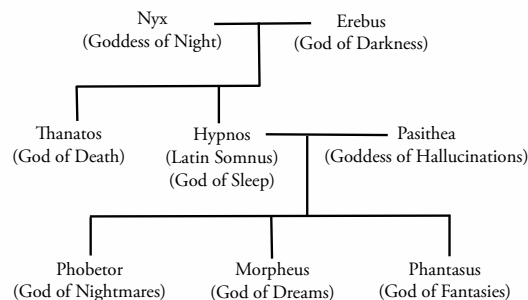 Nyx
(Goddess of Night)
Erebus
(God of Darkness)
Thanatos
(God of Death)
Hypnos
(Latin Somnus)
(God of Sleep)
Pasithea
(Goddess of Hallucinations)
Phobetor
(God of Nightmares)
Morpheus
(God of Dreams)
Phantasus
(God of Fantasies)